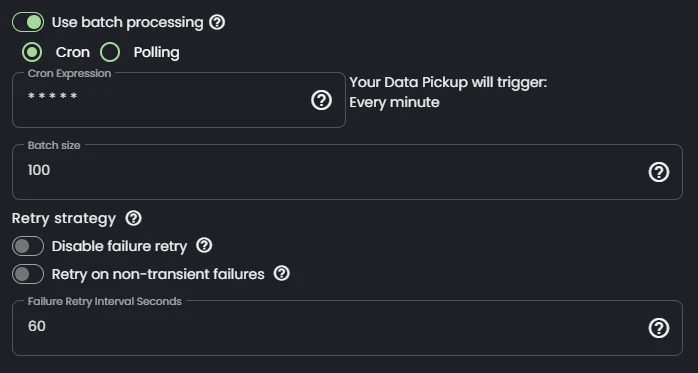 Use batch processing
Cron Polling
Cron Expression
* * * * *
Your Data Pickup will trigger:
Every minute
Batch size
100
Retry strategy
Disable failure retry
Retry on non-transient failures
Failure Retry Interval Seconds
60